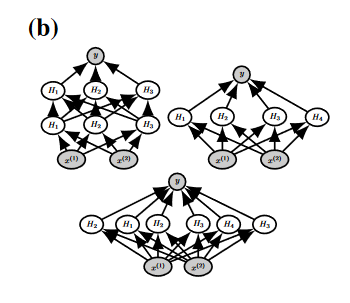 (b)
y
H₁ H₂ H₃
H₁ H₂ H₃
x⁽¹⁾ x⁽²⁾
y
H₁ H₂ H₃ H₄
x⁽¹⁾ x⁽²⁾
y
H₂ H₁ H₂ H₃ H₄ H₃
x⁽¹⁾ x⁽²⁾